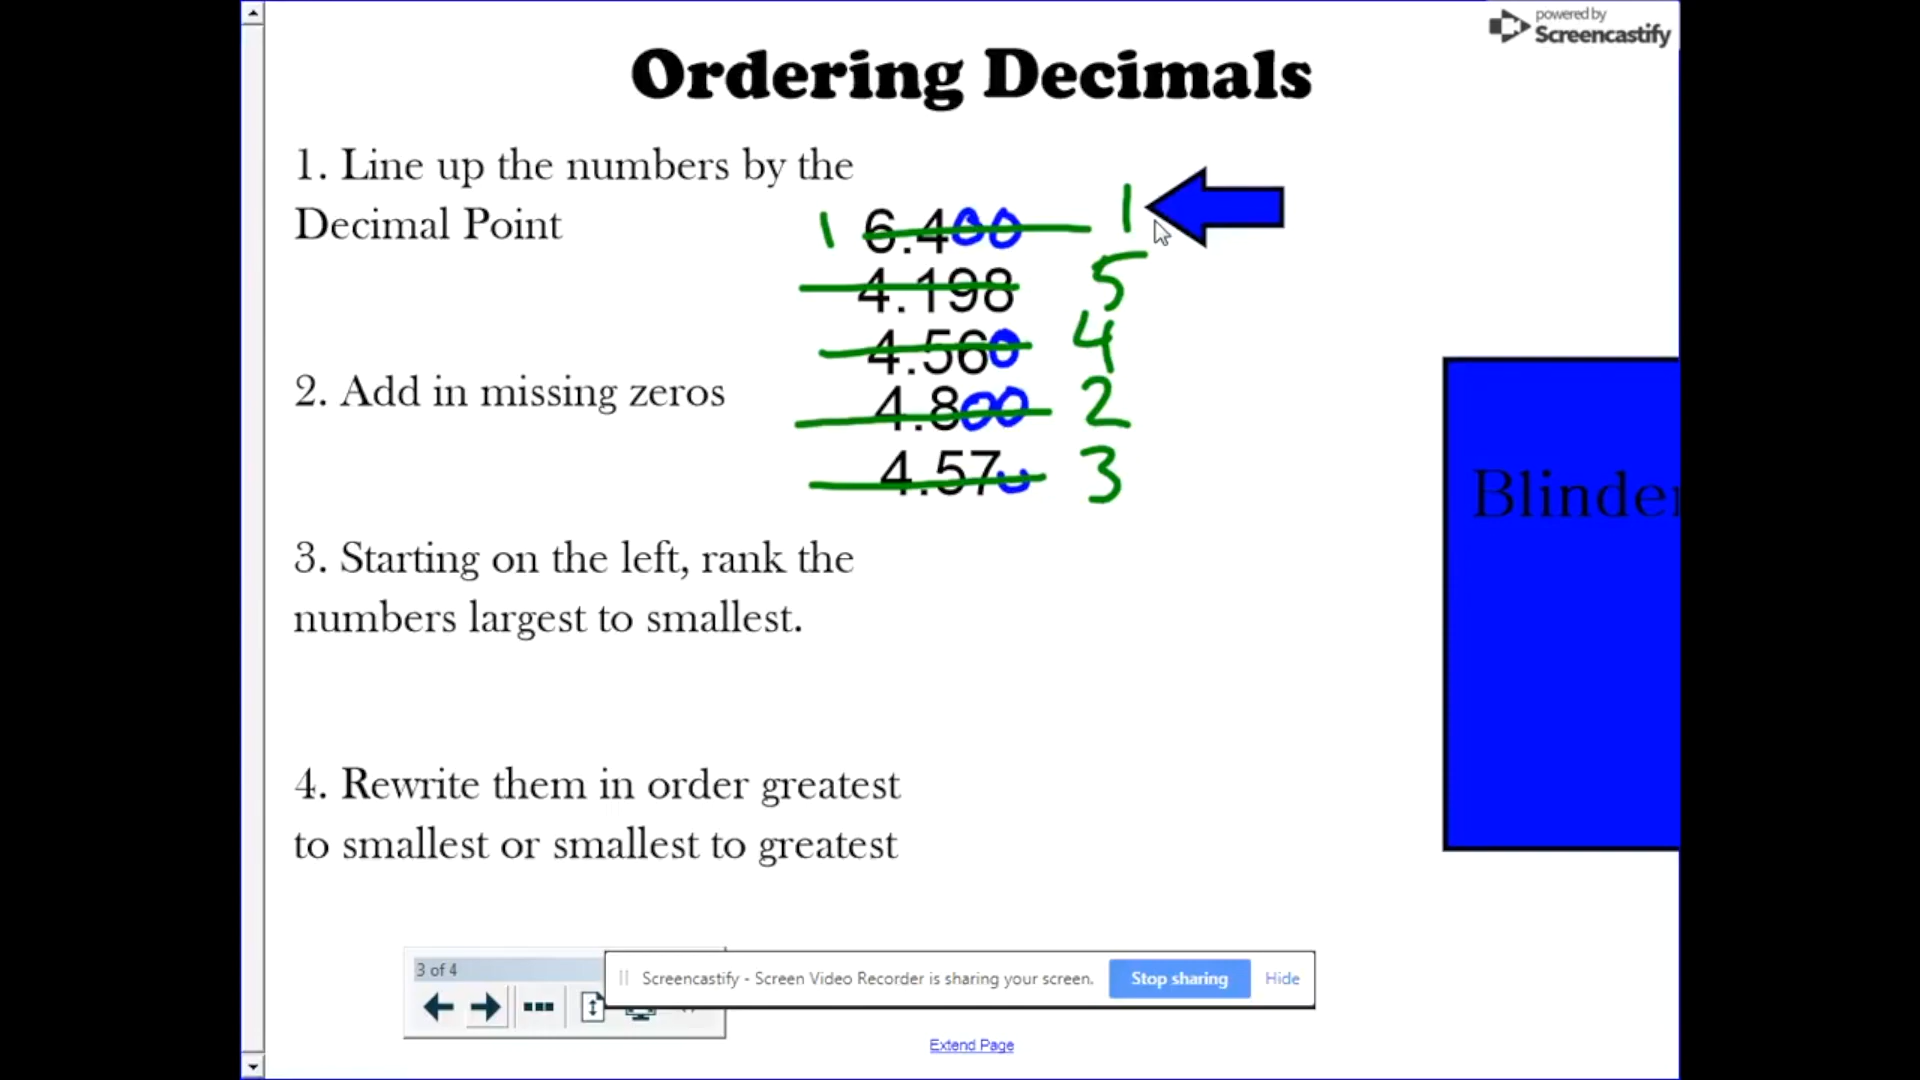 powered by
Screencastify
Ordering Decimals
1. Line up the numbers by the
Decimal Point
1 6.400 1
4.198 5
4.560 4
2. Add in missing zeros
4.800 2
4.570 3
Blinder
3. Starting on the left, rank the
numbers largest to smallest.
4. Rewrite them in order greatest
to smallest or smallest to greatest
3 of 4
Screencastify - Screen Video Recorder is sharing your screen. Stop sharing Hide
Extend Page